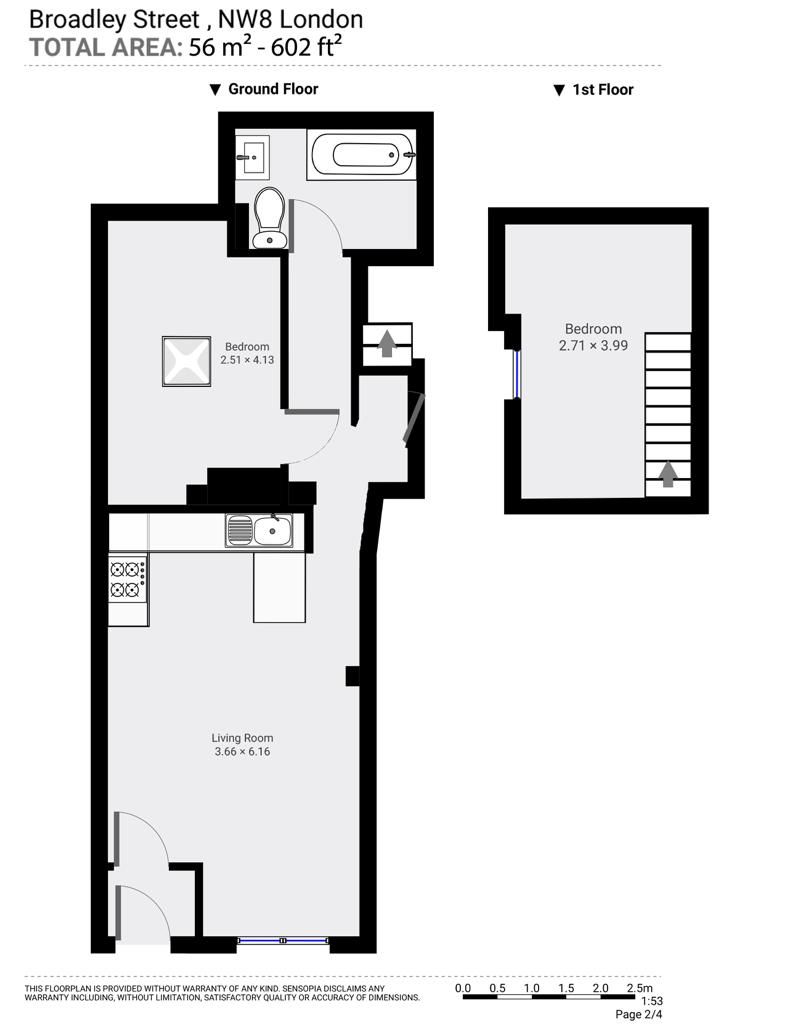 Broadley Street , NW8 London
TOTAL AREA: 56 m² - 602 ft²
▼ Ground Floor
▼ 1st Floor
Bedroom
2.51 × 4.13
Bedroom
2.71 × 3.99
Living Room
3.66 × 6.16
THIS FLOORPLAN IS PROVIDED WITHOUT WARRANTY OF ANY KIND. SENSOPIA DISCLAIMS ANY
WARRANTY INCLUDING, WITHOUT LIMITATION, SATISFACTORY QUALITY OR ACCURACY OF DIMENSIONS.
0.0 0.5 1.0 1.5 2.0 2.5m
1:53
Page 2/4